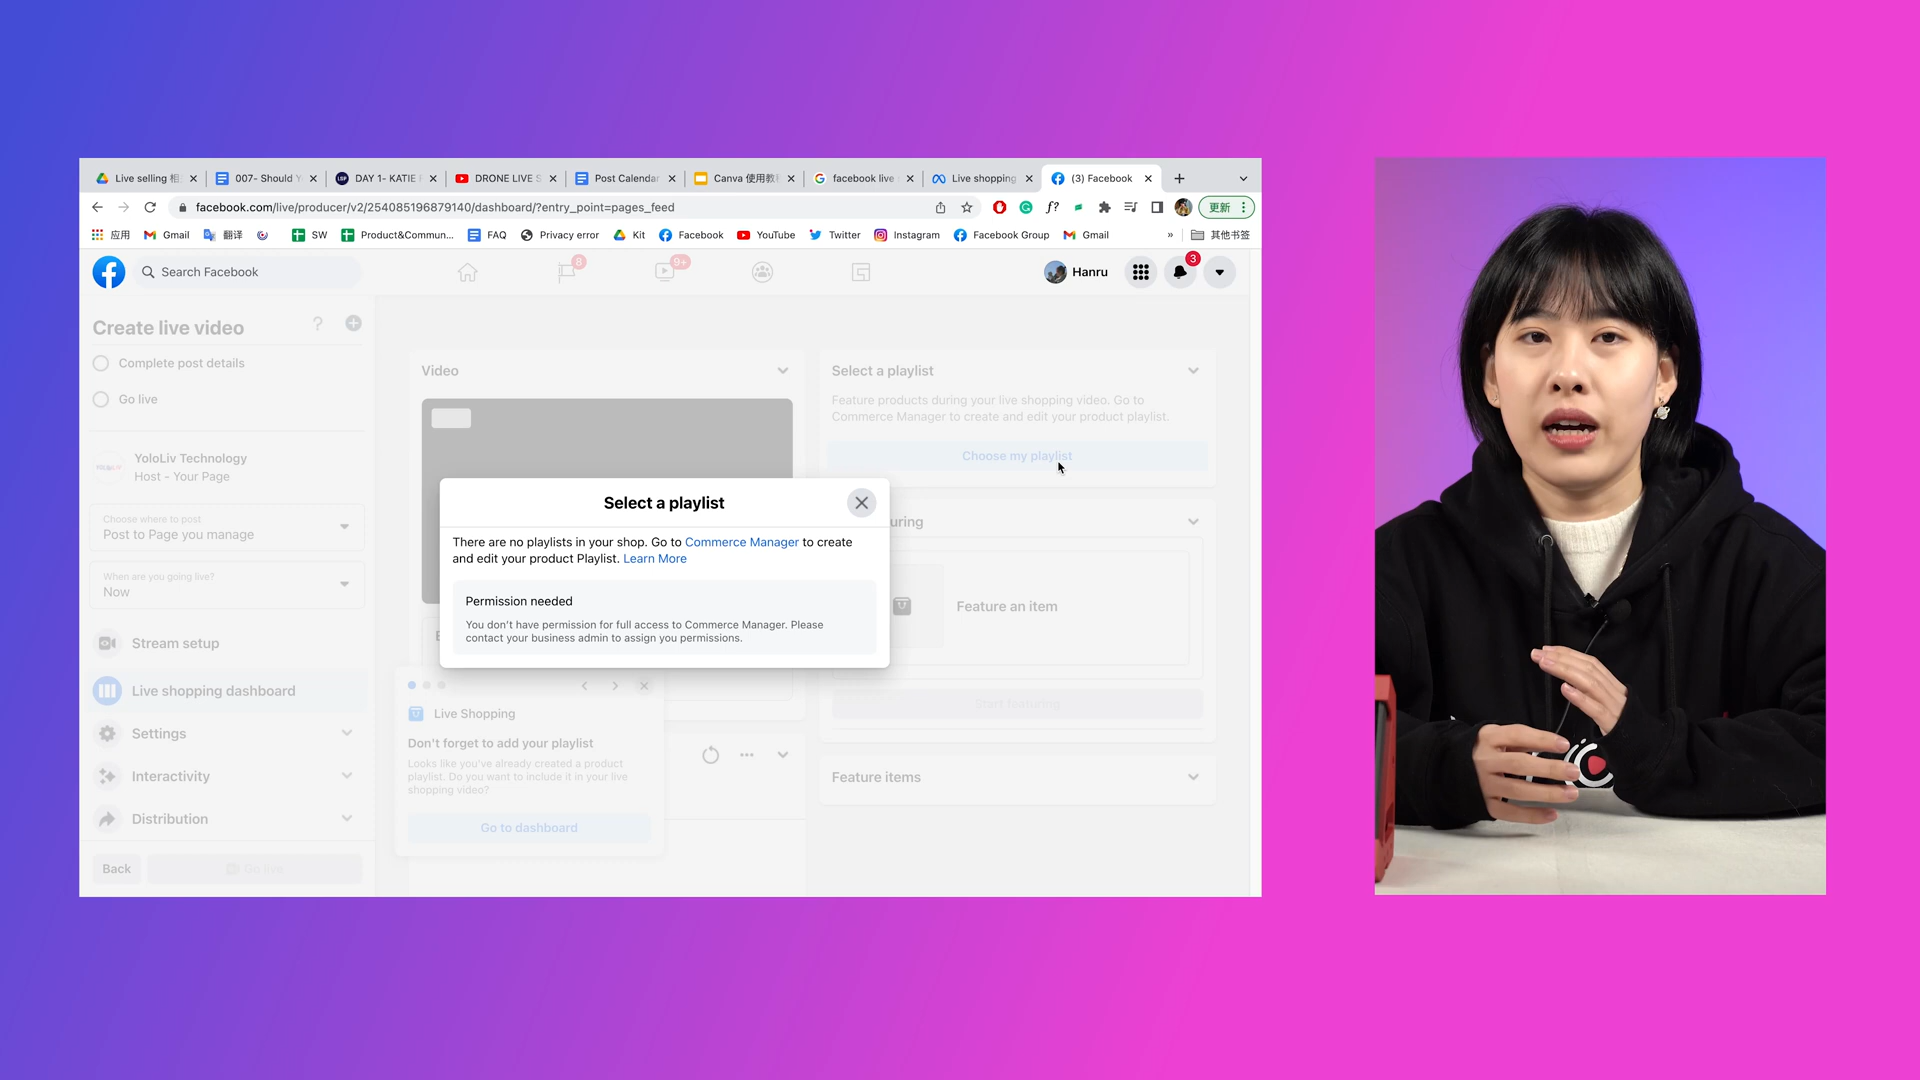 Live selling 相
007- Should Y
DAY 1- KATIE F
DRONE LIVE S
Post Calendar
Canva 使用教程
facebook live
Live shopping
(3) Facebook
facebook.com/live/producer/v2/254085196879140/dashboard/?entry_point=pages_feed
更新
应用
Gmail
翻译
SW
Product&Commun...
FAQ
Privacy error
Kit
Facebook
YouTube
Twitter
Instagram
Facebook Group
Gmail
»
其他书签
Search Facebook
8
9+
Hanru
3
Create live video
Complete post details
Go live
YoloLiv Technology
Host - Your Page
Choose where to post
Post to Page you manage
When are you going live?
Now
Stream setup
Live shopping dashboard
Settings
Interactivity
Distribution
Back
Go live
Video
Select a playlist
Feature products during your live shopping video. Go to
Commerce Manager to create and edit your product playlist.
Choose my playlist
uring
Feature an item
Start featuring
Feature items
Select a playlist
There are no playlists in your shop. Go to Commerce Manager to create
and edit your product Playlist. Learn More
Permission needed
You don't have permission for full access to Commerce Manager. Please
contact your business admin to assign you permissions.
Live Shopping
Don't forget to add your playlist
Looks like you've already created a product
playlist. Do you want to include it in your live
shopping video?
Go to dashboard